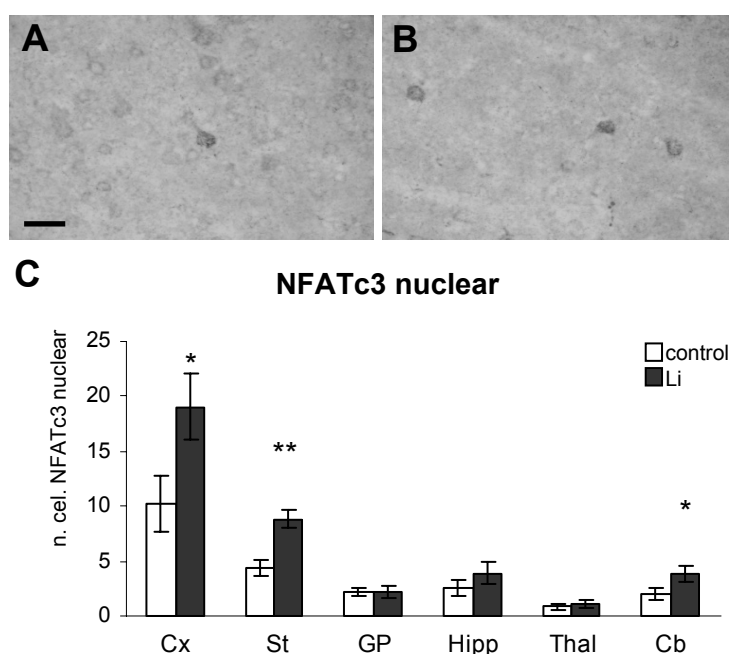 A B
C NFATc3 nuclear
n. cel. NFATc3 nuclear
25
20
15
10
5
0
* ** *
control
Li
Cx St GP Hipp Thal Cb